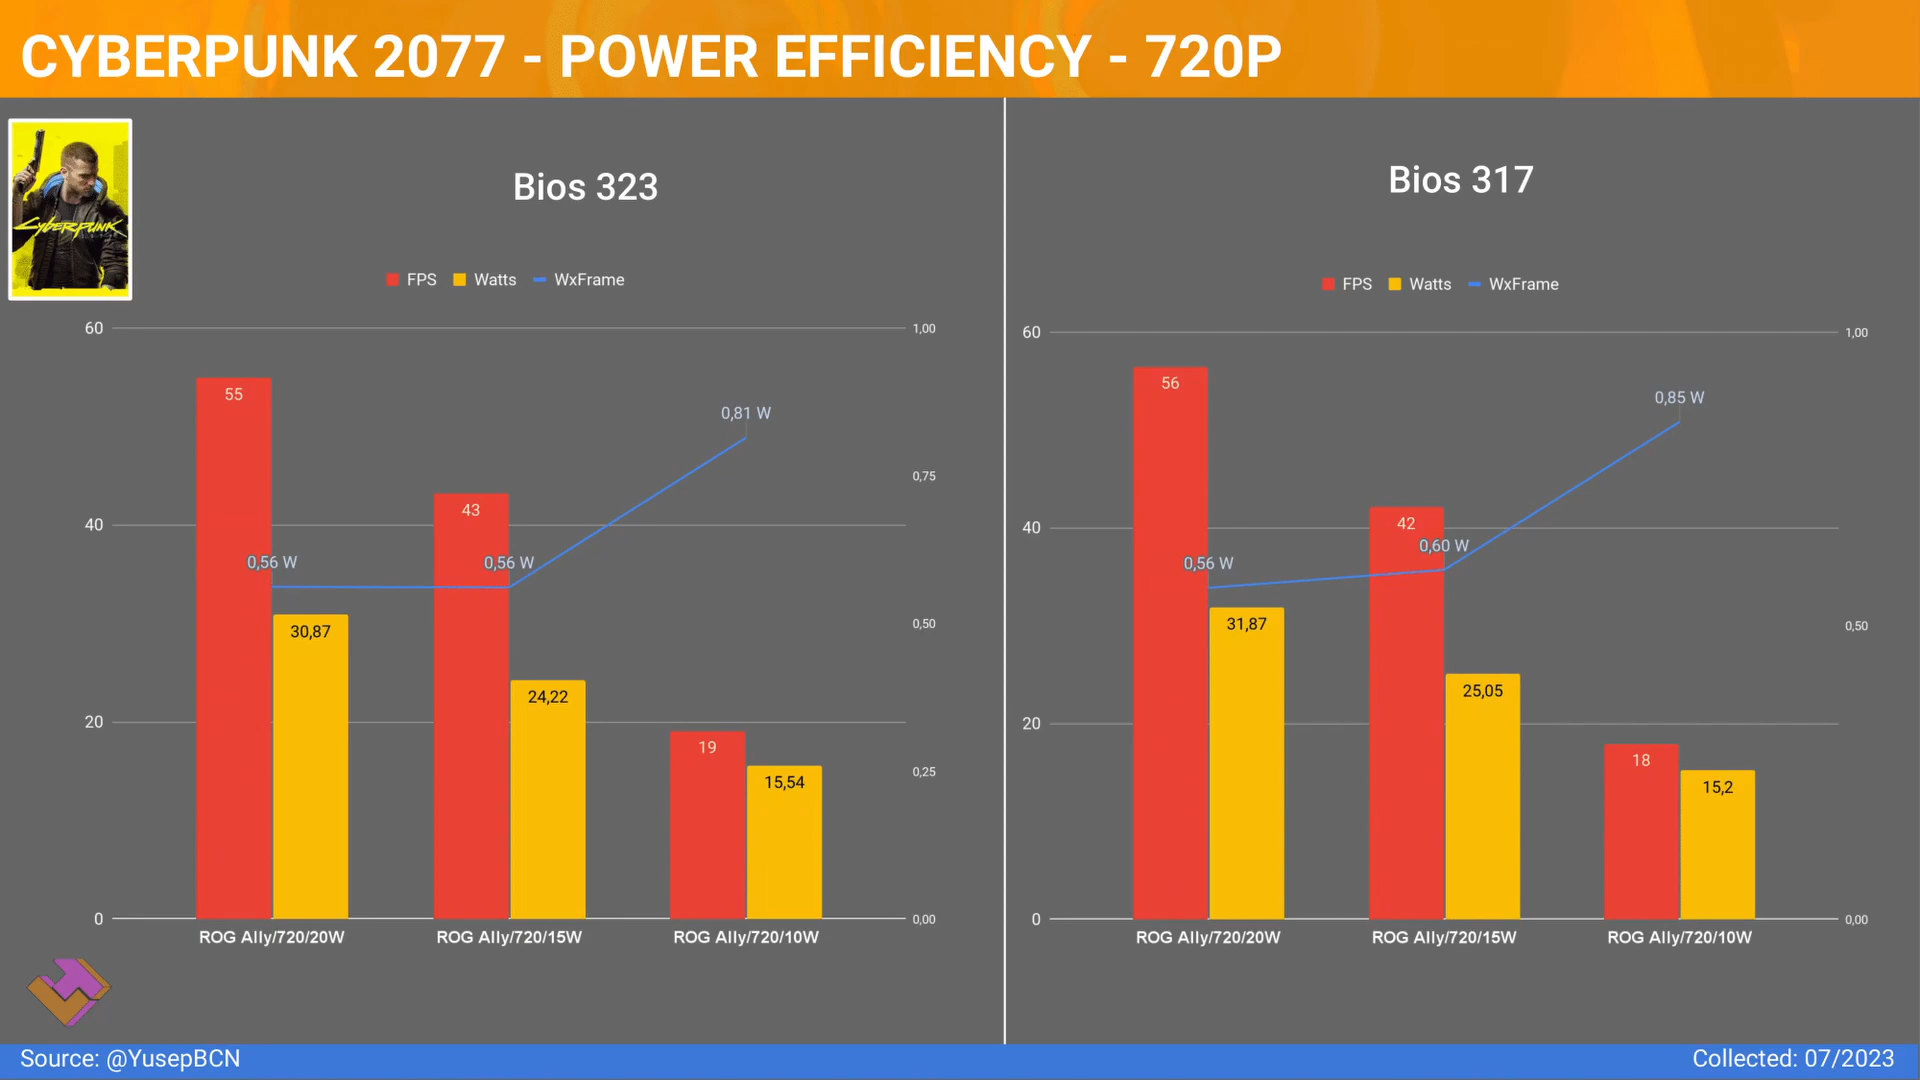 CYBERPUNK 2077 - POWER EFFICIENCY - 720P
CYBERPUNK
Bios 323
FPS Watts WxFrame
60
40
20
0
1,00
0,75
0,50
0,25
0,00
55
0,56 W
30,87
43
0,56 W
24,22
19
0,81 W
15,54
ROG Ally/720/20W
ROG Ally/720/15W
ROG Ally/720/10W
Bios 317
FPS Watts WxFrame
60
40
20
0
1,00
0,50
0,00
56
0,56 W
31,87
42
0,60 W
25,05
18
0,85 W
15,2
ROG Ally/720/20W
ROG Ally/720/15W
ROG Ally/720/10W
Source: @YusepBCN
Collected: 07/2023